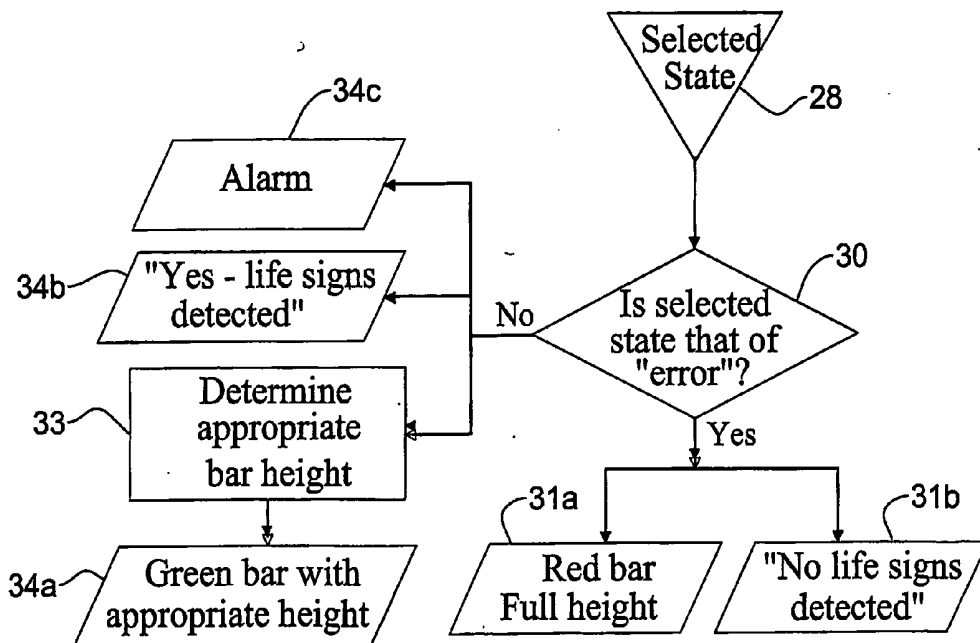 Selected
State
28
34c
Alarm
34b
"Yes - life signs
detected"
No
30
Is selected
state that of
"error"?
33
Determine
appropriate
bar height
Yes
34a
Green bar with
appropriate height
31a
Red bar
Full height
31b
"No life signs
detected"